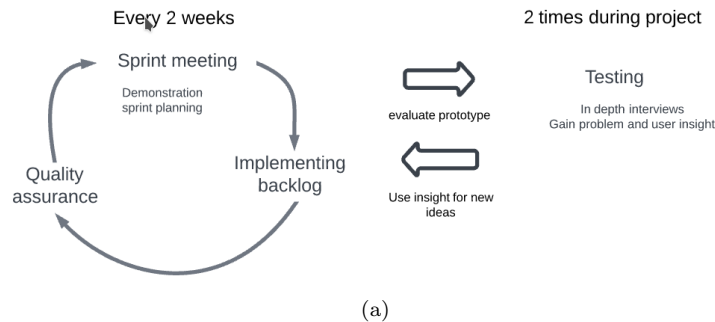 Every 2 weeks
2 times during project
Sprint meeting
Demonstration
sprint planning
Implementing
backlog
Quality
assurance
evaluate prototype
Use insight for new
ideas
Testing
In depth interviews
Gain problem and user insight
(a)